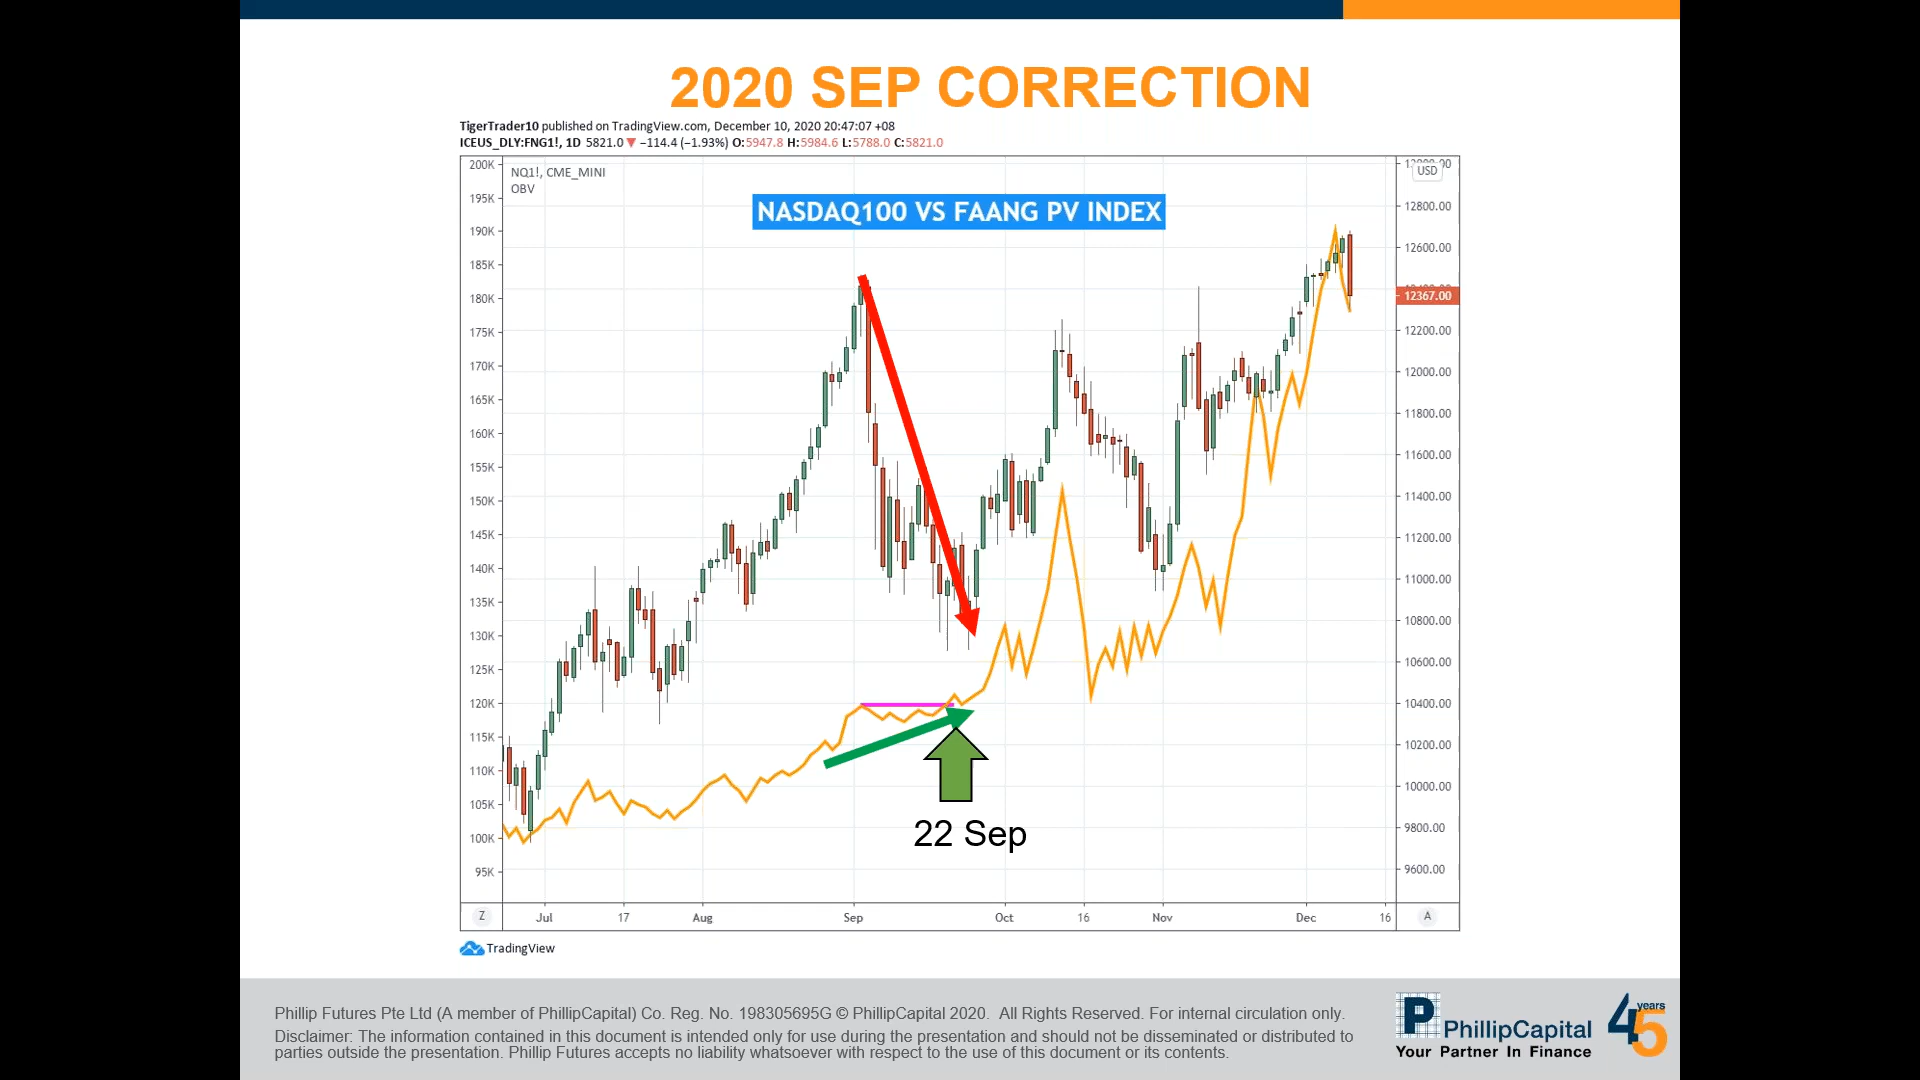 2020 SEP CORRECTION
TigerTrader10 published on TradingView.com, December 10, 2020 20:47:07 +08
ICEUS_DLY:FNG1!, 1D 5821.0 ▼ −114.4 (−1.93%) O:5947.8 H:5984.6 L:5788.0 C:5821.0
NQ1!, CME_MINI
OBV
NASDAQ100 VS FAANG PV INDEX
200K
195K
190K
185K
180K
175K
170K
165K
160K
155K
150K
145K
140K
135K
130K
125K
120K
115K
110K
105K
100K
95K
USD
12800.00
12600.00
12367.00
12200.00
12000.00
11800.00
11600.00
11400.00
11200.00
11000.00
10800.00
10600.00
10400.00
10200.00
10000.00
9800.00
9600.00
22 Sep
Z Jul 17 Aug Sep Oct 16 Nov Dec 16 A
TradingView
Phillip Futures Pte Ltd (A member of PhillipCapital) Co. Reg. No. 198305695G © PhillipCapital 2020. All Rights Reserved. For internal circulation only.
Disclaimer: The information contained in this document is intended only for use during the presentation and should not be disseminated or distributed to
parties outside the presentation. Phillip Futures accepts no liability whatsoever with respect to the use of this document or its contents.
P PhillipCapital
Your Partner In Finance
45 years